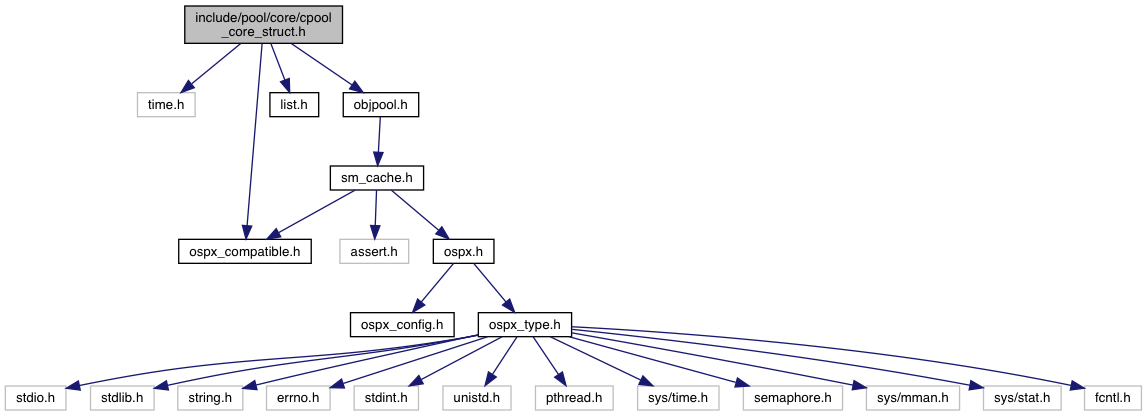 include/pool/core/cpool
_core_struct.h
time.h
list.h
objpool.h
sm_cache.h
ospx_compatible.h
assert.h
ospx.h
ospx_config.h
ospx_type.h
stdio.h
stdlib.h
string.h
errno.h
stdint.h
unistd.h
pthread.h
sys/time.h
semaphore.h
sys/mman.h
sys/stat.h
fcntl.h